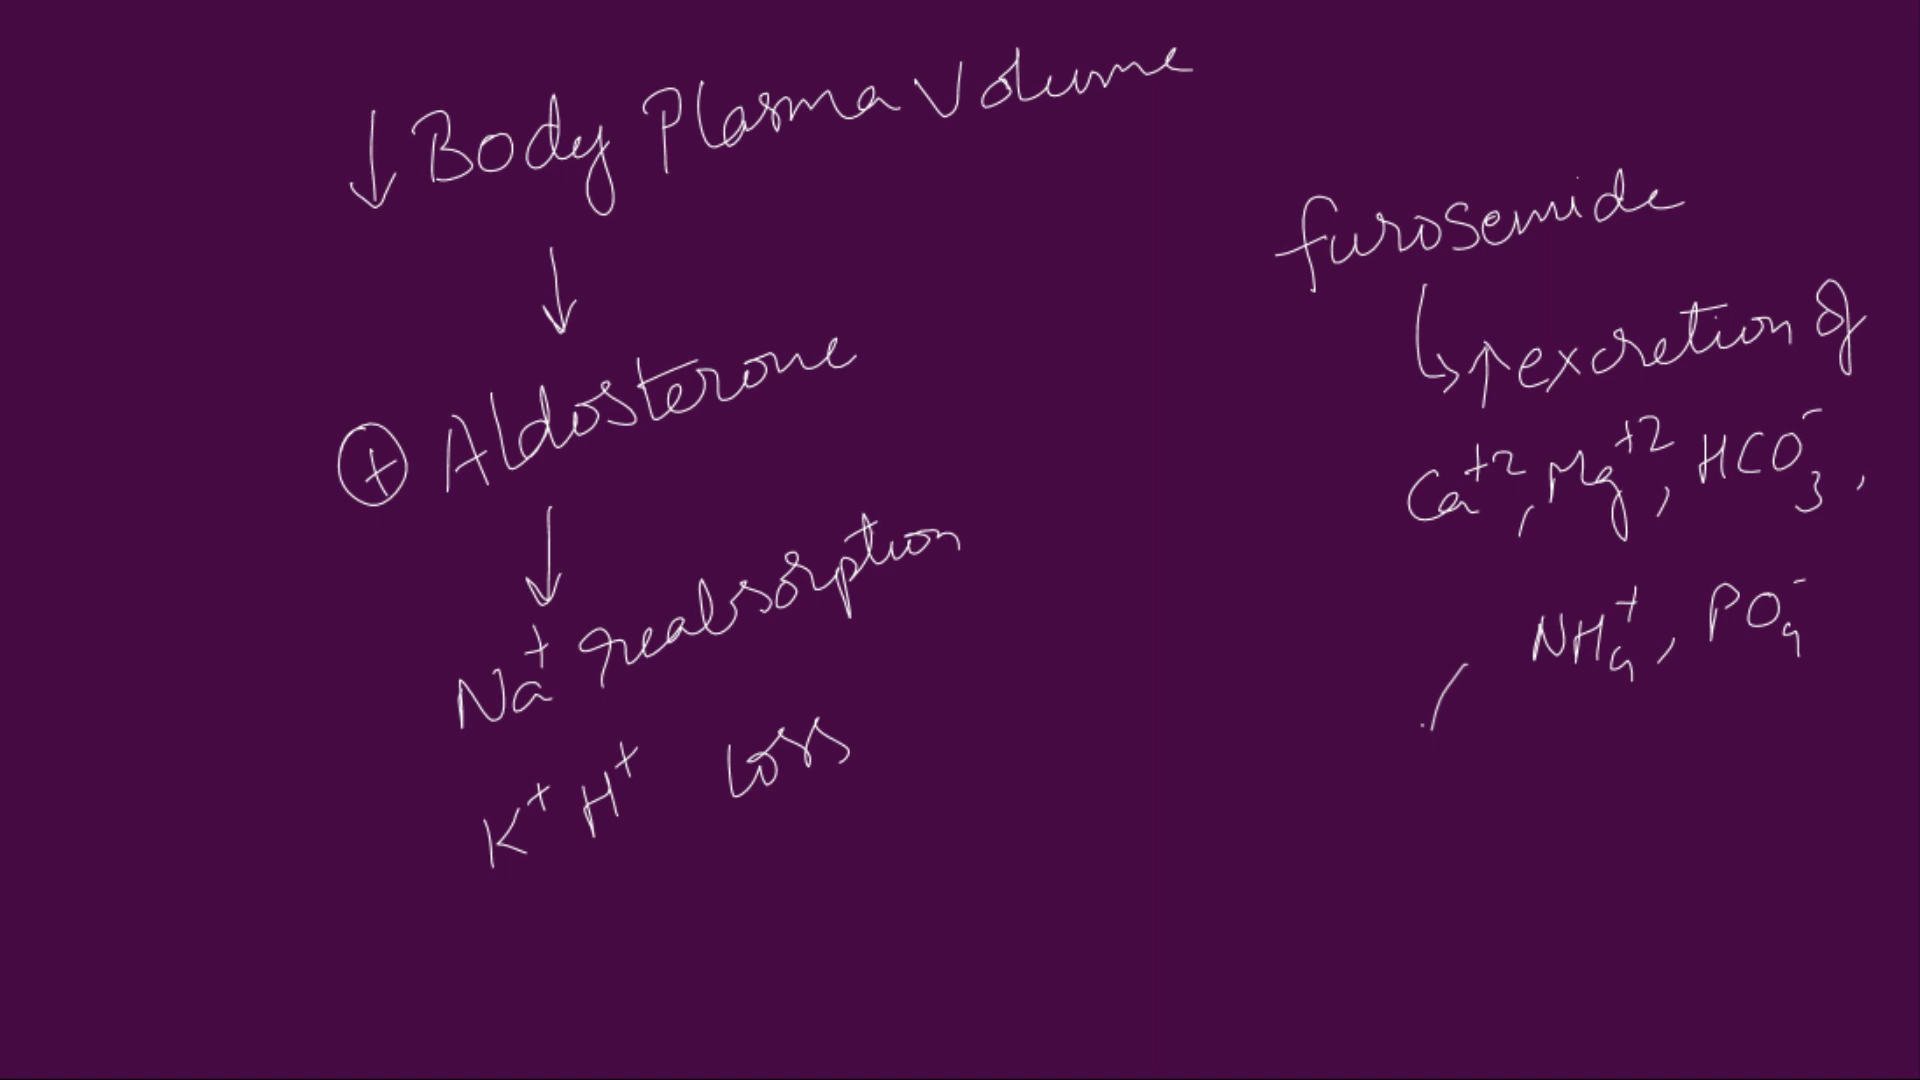 ↓ Body Plasma Volume
↓
⊕ Aldosterone
↓
Na⁺ reabsorption
K⁺ H⁺ Loss
furosemide
↳ ↑ excretion of
Ca⁺², Mg⁺², HCO₃⁻,
NH₄⁺, PO₄⁻